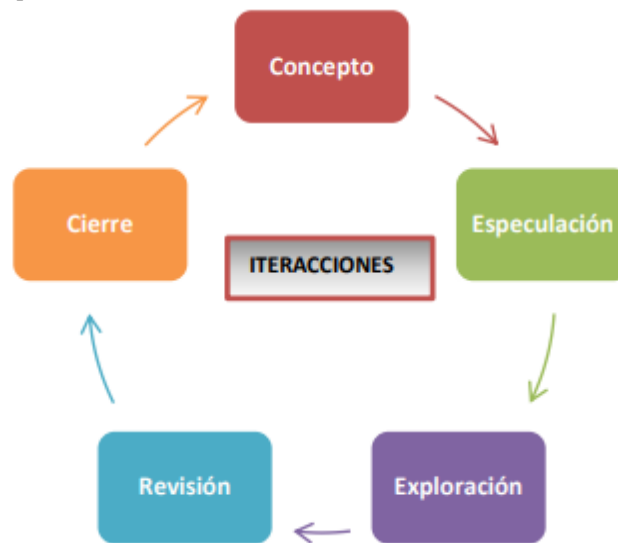 Concepto
Especulación
Exploración
Revisión
Cierre
ITERACCIONES